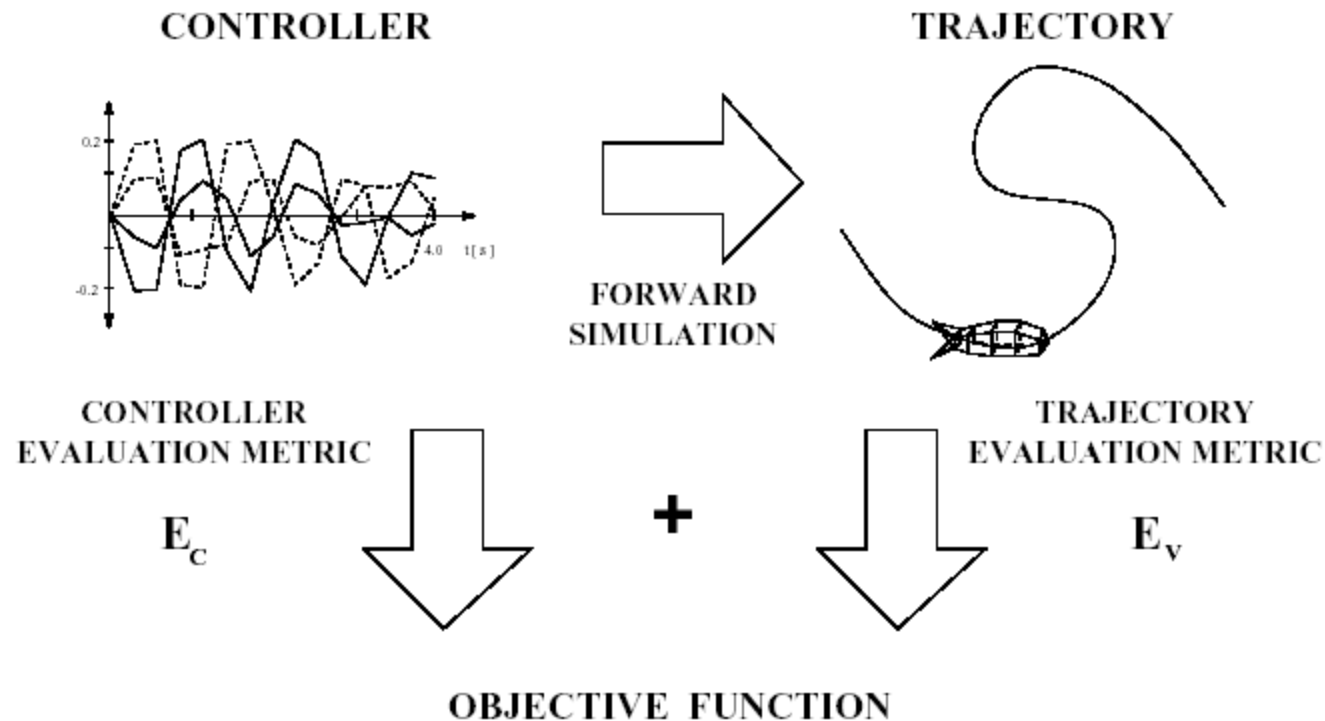 CONTROLLER
TRAJECTORY
0.2
-0.2
4.0 t[s]
FORWARD
SIMULATION
CONTROLLER
EVALUATION METRIC
E_C
+
TRAJECTORY
EVALUATION METRIC
E_V
OBJECTIVE FUNCTION